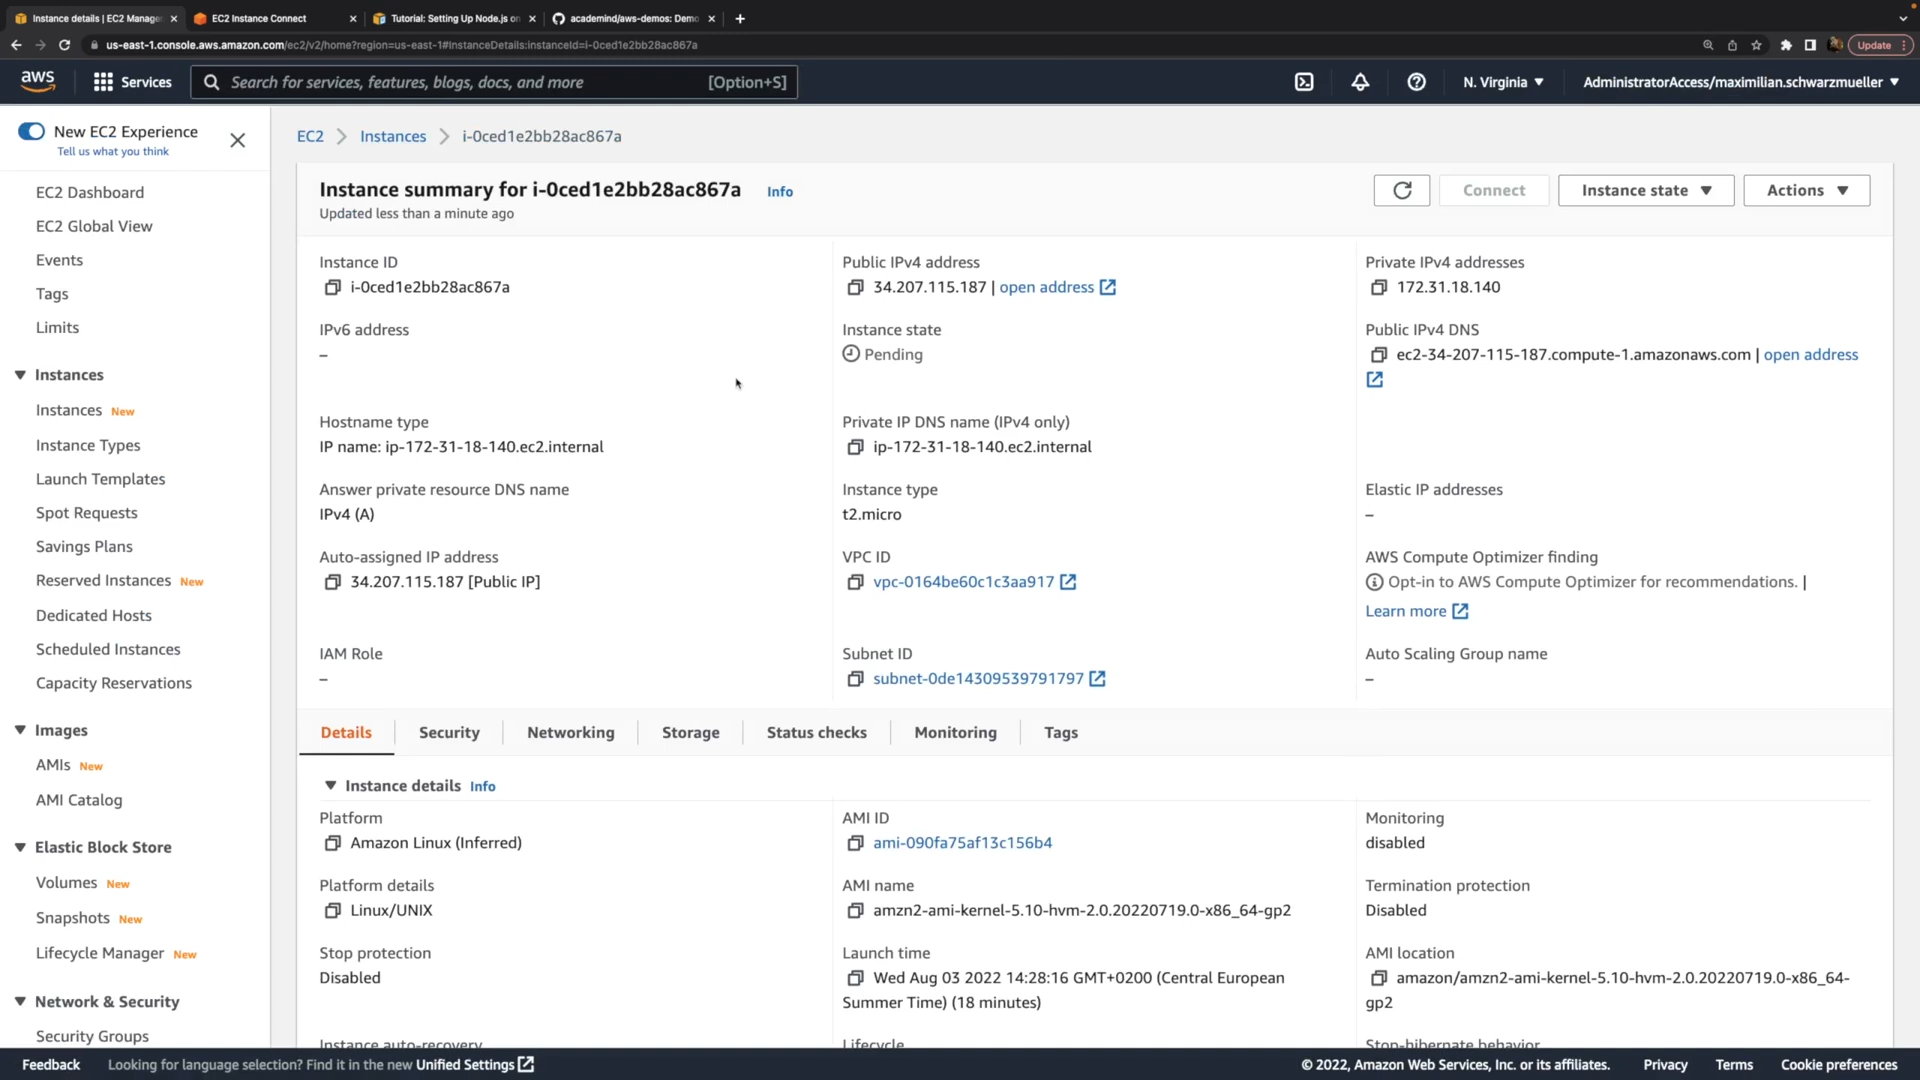 Instance details | EC2 Manage
EC2 Instance Connect
Tutorial: Setting Up Node.js on
academind/aws-demos: Demo
us-east-1.console.aws.amazon.com/ec2/v2/home?region=us-east-1#InstanceDetails:instanceId=i-0ced1e2bb28ac867a
Update
aws
Services
Search for services, features, blogs, docs, and more
[Option+S]
N. Virginia
AdministratorAccess/maximilian.schwarzmueller
New EC2 Experience
Tell us what you think
EC2 Dashboard
EC2 Global View
Events
Tags
Limits
Instances
Instances New
Instance Types
Launch Templates
Spot Requests
Savings Plans
Reserved Instances New
Dedicated Hosts
Scheduled Instances
Capacity Reservations
Images
AMIs New
AMI Catalog
Elastic Block Store
Volumes New
Snapshots New
Lifecycle Manager New
Network & Security
Security Groups
EC2 > Instances > i-0ced1e2bb28ac867a
Instance summary for i-0ced1e2bb28ac867a Info
Updated less than a minute ago
Connect
Instance state
Actions
Instance ID
i-0ced1e2bb28ac867a
Public IPv4 address
34.207.115.187 | open address
Private IPv4 addresses
172.31.18.140
IPv6 address
–
Instance state
Pending
Public IPv4 DNS
ec2-34-207-115-187.compute-1.amazonaws.com | open address
Hostname type
IP name: ip-172-31-18-140.ec2.internal
Private IP DNS name (IPv4 only)
ip-172-31-18-140.ec2.internal
Answer private resource DNS name
IPv4 (A)
Instance type
t2.micro
Elastic IP addresses
–
Auto-assigned IP address
34.207.115.187 [Public IP]
VPC ID
vpc-0164be60c1c3aa917
AWS Compute Optimizer finding
Opt-in to AWS Compute Optimizer for recommendations. |
Learn more
IAM Role
–
Subnet ID
subnet-0de14309539791797
Auto Scaling Group name
–
Details
Security
Networking
Storage
Status checks
Monitoring
Tags
Instance details Info
Platform
Amazon Linux (Inferred)
AMI ID
ami-090fa75af13c156b4
Monitoring
disabled
Platform details
Linux/UNIX
AMI name
amzn2-ami-kernel-5.10-hvm-2.0.20220719.0-x86_64-gp2
Termination protection
Disabled
Stop protection
Disabled
Launch time
Wed Aug 03 2022 14:28:16 GMT+0200 (Central European
Summer Time) (18 minutes)
AMI location
amazon/amzn2-ami-kernel-5.10-hvm-2.0.20220719.0-x86_64-
gp2
Instance auto-recovery
Lifecycle
Stop-hibernate behavior
Feedback
Looking for language selection? Find it in the new Unified Settings
© 2022, Amazon Web Services, Inc. or its affiliates.
Privacy
Terms
Cookie preferences